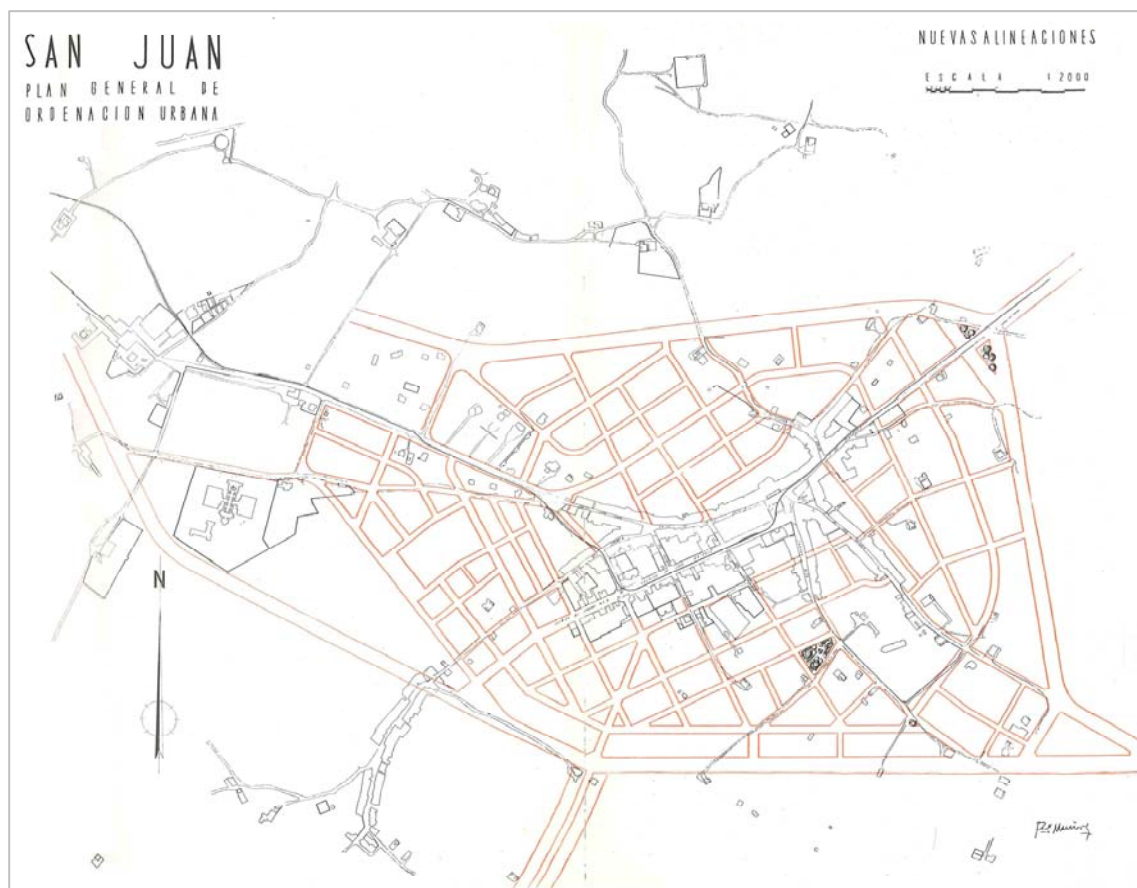 SAN JUAN
PLAN GENERAL DE
ORDENACION URBANA
NUEVAS ALINEACIONES
ESCALA 1 2000
N